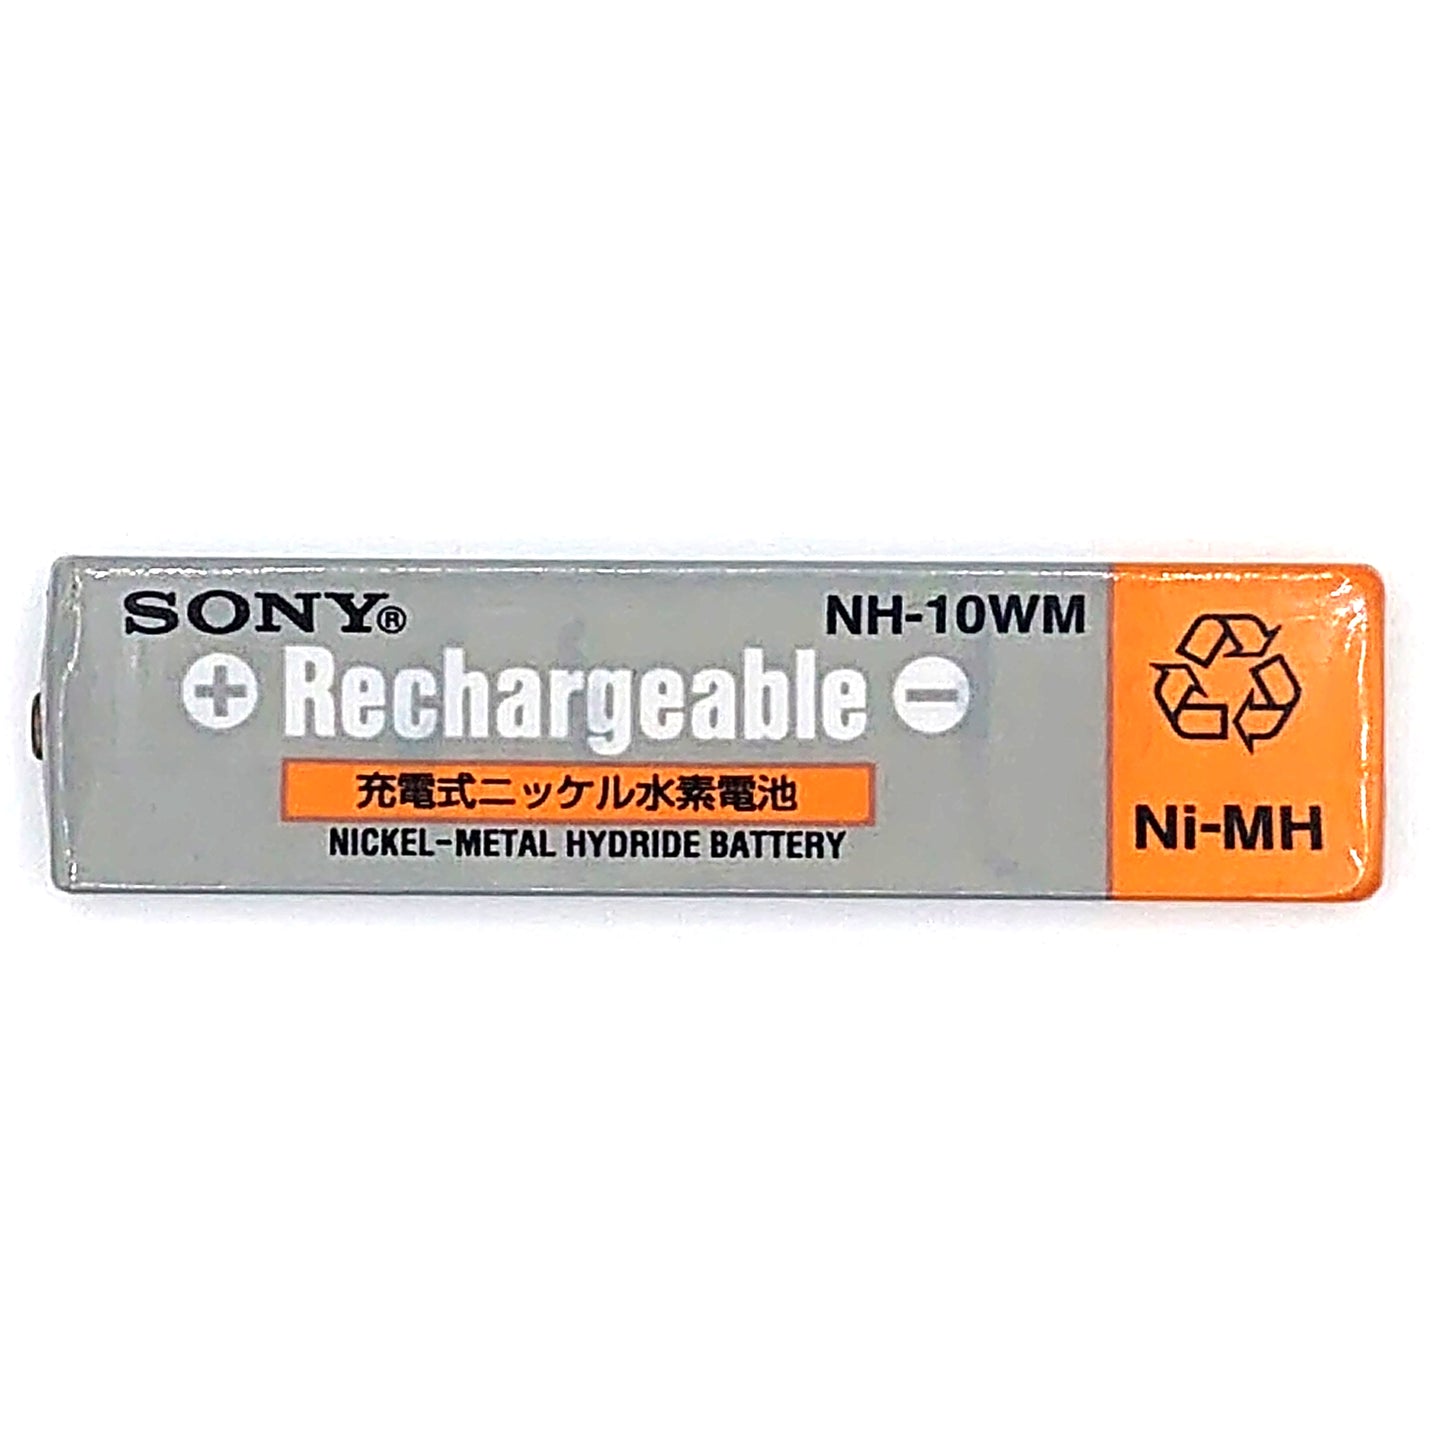 SONY®
NH-10WM
+ Rechargeable −
充電式ニッケル水素電池
NICKEL-METAL HYDRIDE BATTERY
Ni-MH